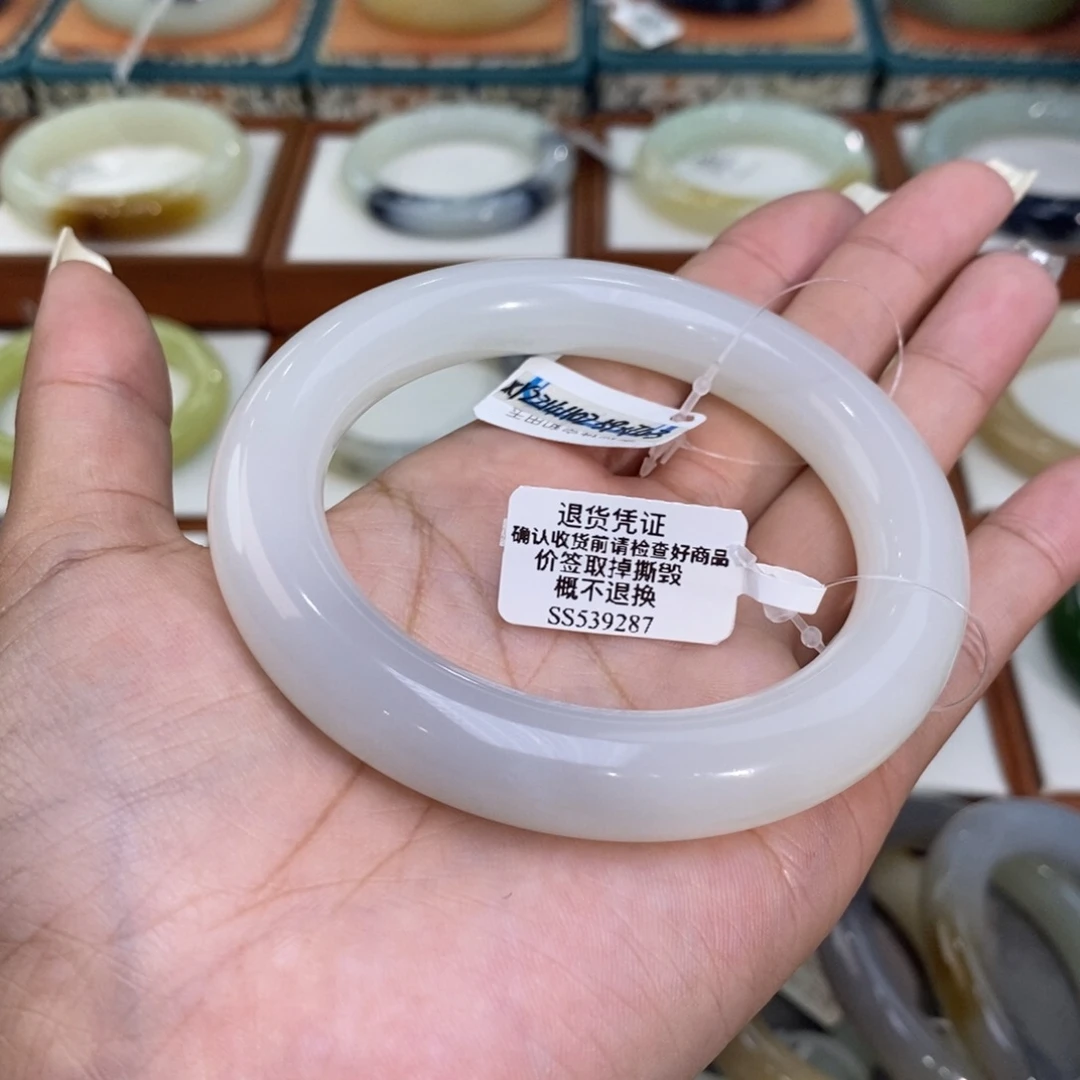 退货凭证
确认收货前请检查好商品
价签取掉撕毁
概不退换
SS539287